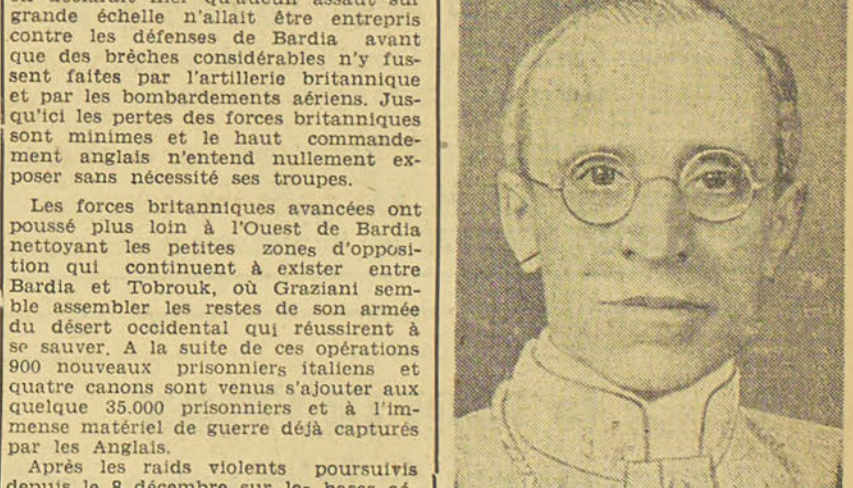 déclarait hier qu'aucun assaut sur
grande échelle n'allait être entrepris
contre les défenses de Bardia avant
que des brèches considérables n'y fus-
sent faites par l'artillerie britannique
et par les bombardements aériens. Jus-
qu'ici les pertes des forces britanniques
sont minimes et le haut commande-
ment anglais n'entend nullement ex-
poser sans nécessité ses troupes.
Les forces britanniques avancées ont
poussé plus loin à l'Ouest de Bardia
nettoyant les petites zones d'opposi-
tion qui continuent à exister entre
Bardia et Tobrouk, où Graziani sem-
ble assembler les restes de son armée
du désert occidental qui réussirent à
se sauver. A la suite de ces opérations
900 nouveaux prisonniers italiens et
quatre canons sont venus s'ajouter aux
quelque 35.000 prisonniers et à l'im-
mense matériel de guerre déjà capturés
par les Anglais.
Après les raids violents poursuivis
depuis le 8 décembre sur les bases